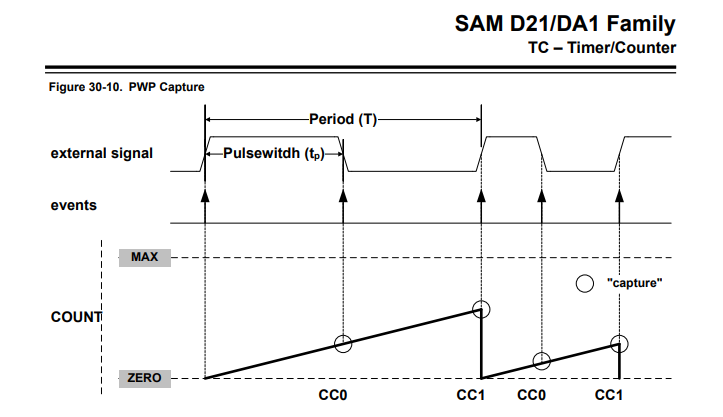 SAM D21/DA1 Family
TC – Timer/Counter
Figure 30-10. PWP Capture
Period (T)
external signal
Pulsewitdh (tp)
events
MAX
"capture"
COUNT
ZERO
CC0 CC1 CC0 CC1